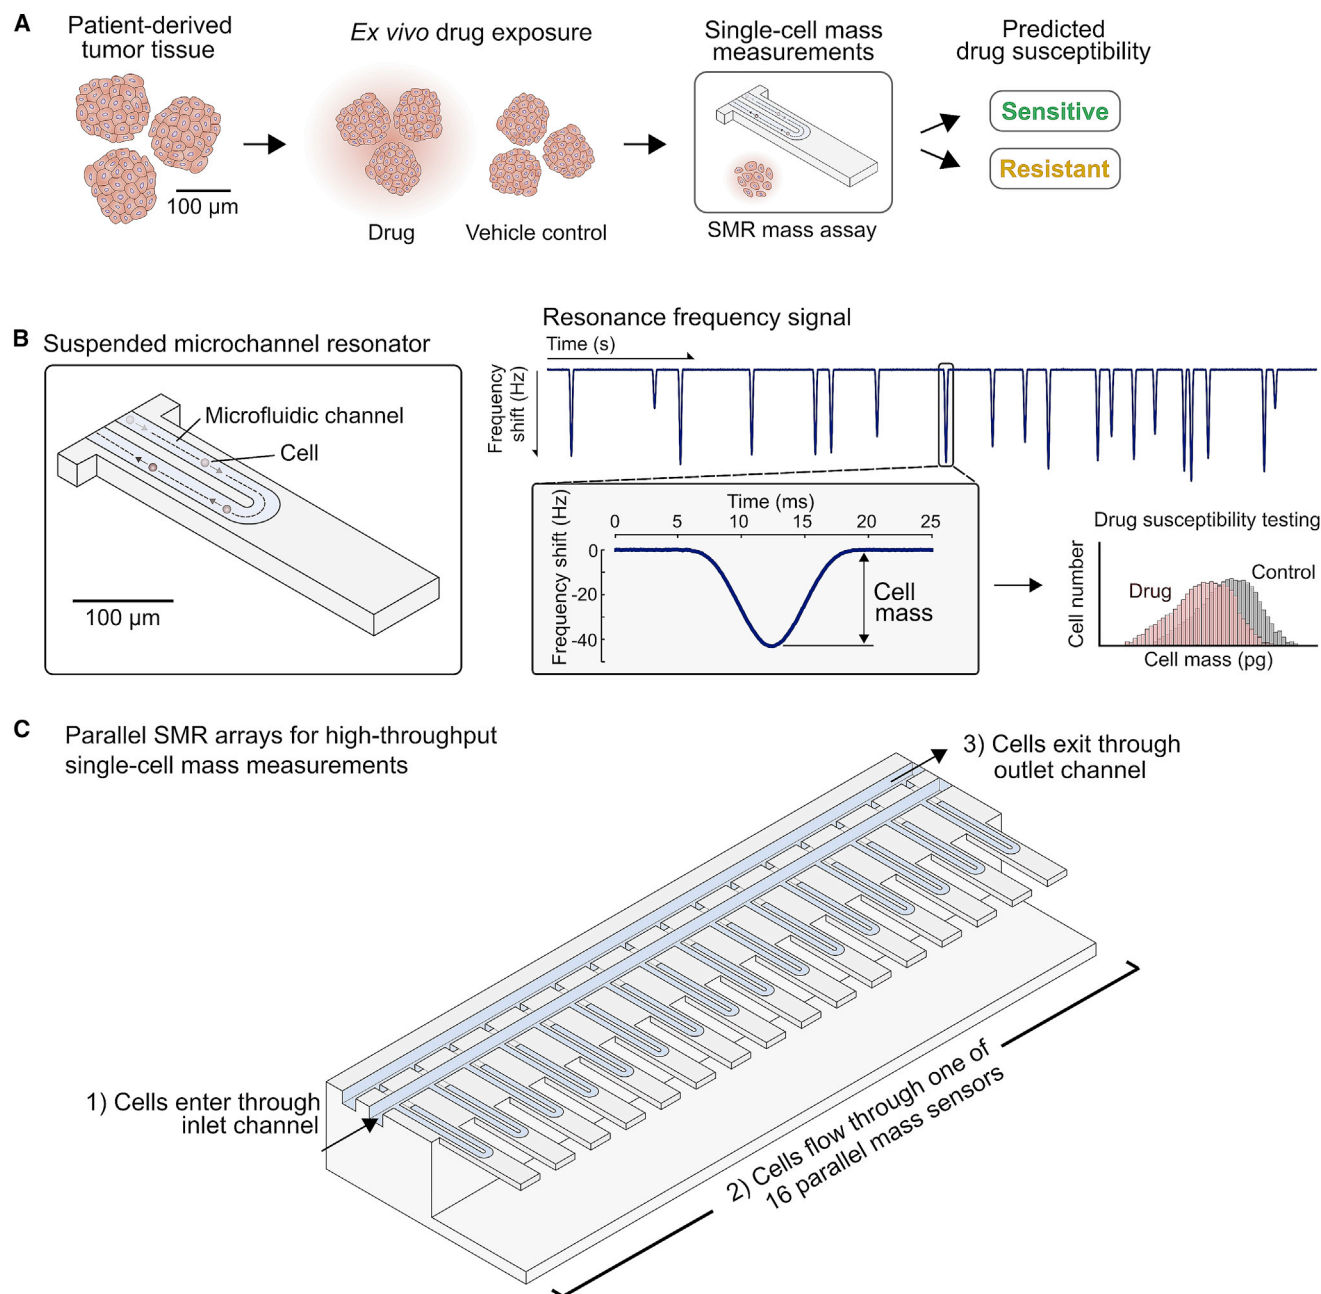 A
Patient-derived
tumor tissue
100 µm
Ex vivo drug exposure
Drug
Vehicle control
Single-cell mass
measurements
SMR mass assay
Predicted
drug susceptibility
Sensitive
Resistant
B
Suspended microchannel resonator
Microfluidic channel
Cell
100 µm
Resonance frequency signal
Time (s)
Frequency
shift (Hz)
Time (ms)
0 5 10 15 20 25
Frequency shift (Hz)
0
-20
-40
Cell
mass
Drug susceptibility testing
Cell number
Drug
Control
Cell mass (pg)
C
Parallel SMR arrays for high-throughput
single-cell mass measurements
3) Cells exit through
outlet channel
1) Cells enter through
inlet channel
2) Cells flow through one of
16 parallel mass sensors